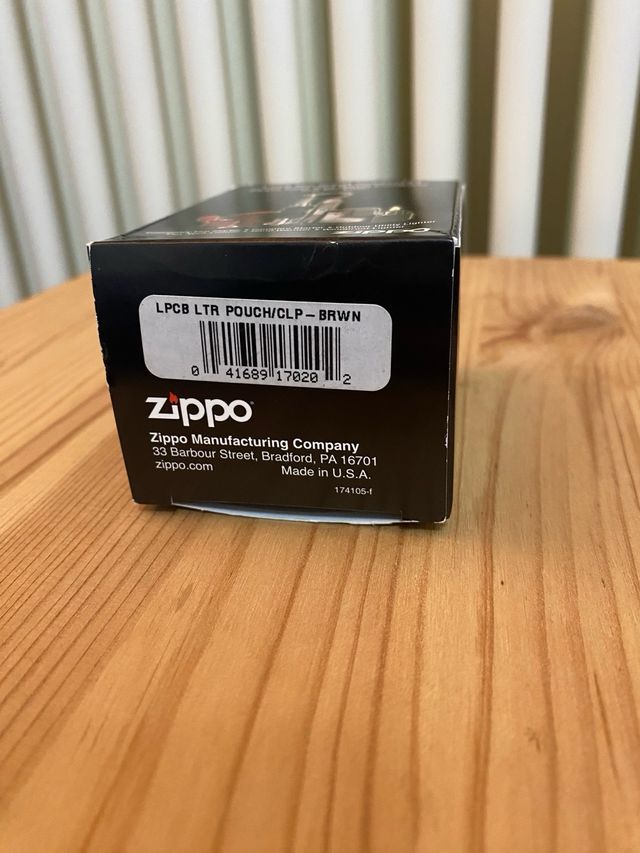 LPCB LTR POUCH/CLP-BRWN
0 41689 17020 2
zippo
Zippo Manufacturing Company
33 Barbour Street, Bradford, PA 16701
zippo.com Made in U.S.A.
174105-f